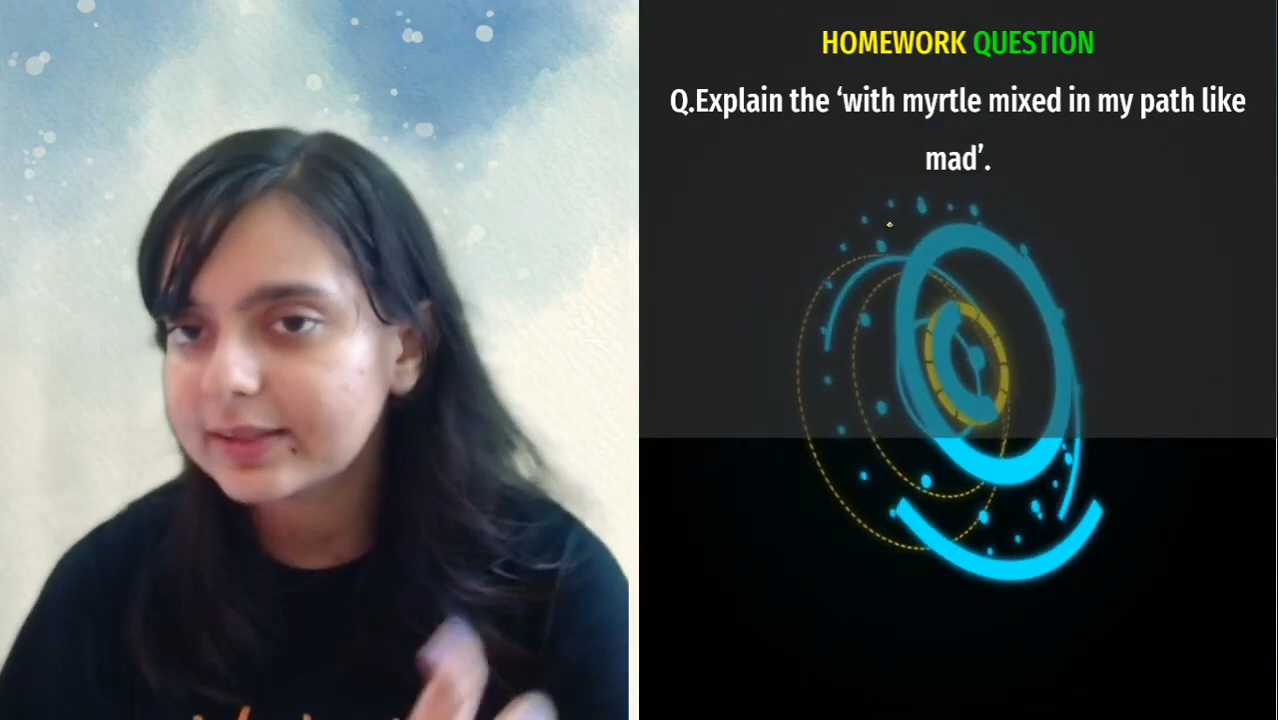 HOMEWORK QUESTION
Q.Explain the ‘with myrtle mixed in my path like
mad’.